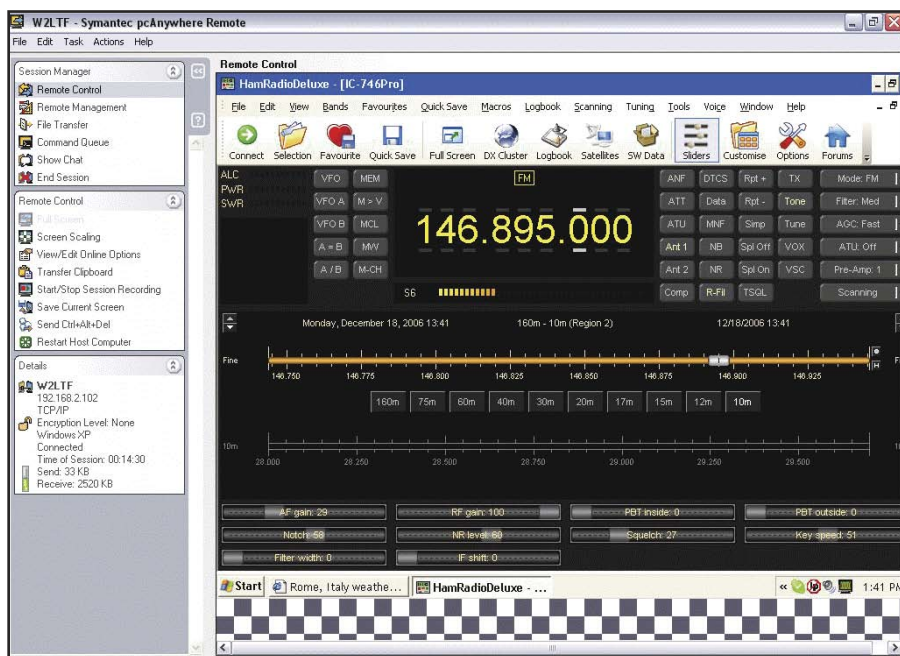 W2LTF - Symantec pcAnywhere Remote
File Edit Task Actions Help
Session Manager
Remote Control
Remote Management
File Transfer
Command Queue
Show Chat
End Session
Remote Control
Full Screen
Screen Scaling
View/Edit Online Options
Transfer Clipboard
Start/Stop Session Recording
Save Current Screen
Send Ctrl+Alt+Del
Restart Host Computer
Details
W2LTF
192.168.2.102
TCP/IP
Encryption Level: None
Windows XP
Connected
Time of Session: 00:14:30
Send: 33 KB
Receive: 2520 KB
Remote Control
HamRadioDeluxe - [IC-746Pro]
File Edit View Bands Favourites Quick Save Macros Logbook Scanning Tuning Tools Voice Window Help
Connect Selection Favourite Quick Save Full Screen DX Cluster Logbook Satellites SW Data Sliders Customise Options Forums
ALC
PWR
SWR
VFO MEM
VFO A M > V
VFO B MCL
A = B MW
A / B M-CH
FM
146.895.000
S6
ANF DTCS Rpt + TX Mode: FM
ATT Data Rpt - Tone Filter: Med
ATU MNF Simp Tune AGC: Fast
Ant 1 NB Spl Off VOX ATU: Off
Ant 2 NR Spl On VSC Pre-Amp: 1
Comp R-Fil TSQL Scanning
Monday, December 18, 2006 13:41 160m - 10m (Region 2) 12/18/2006 13:41
Fine F
146.750 146.775 146.800 146.825 146.850 146.875 146.900 146.925
160m 75m 60m 40m 30m 20m 17m 15m 12m 10m
10m
28.000 28.250 28.500 28.750 29.000 29.250 29.500
AF gain: 29 RF gain: 100 PBT inside: 0 PBT outside: 0
Notch: 58 NR level: 60 Squelch: 27 Key speed: 51
Filter width: 0 IF shift: 0
Start Rome, Italy weathe... HamRadioDeluxe - ... 1:41 PM